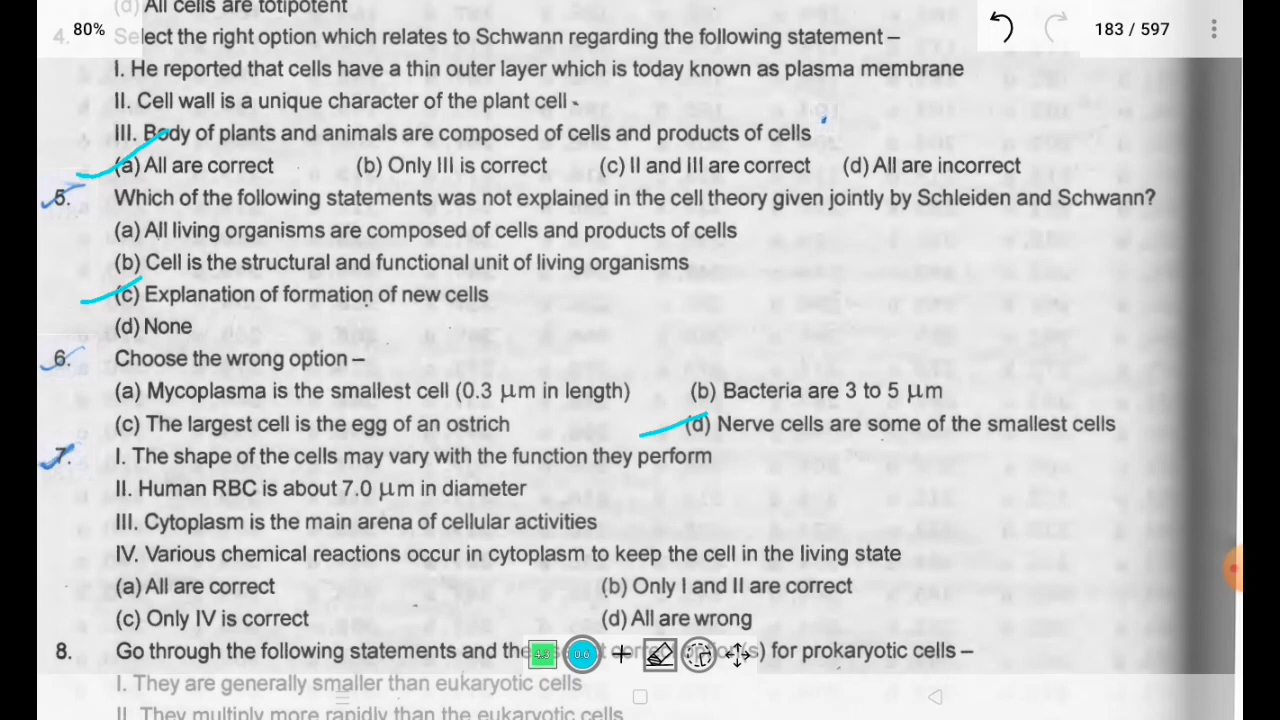 (d) All cells are totipotent
80%
183 / 597
4. Select the right option which relates to Schwann regarding the following statement –
I. He reported that cells have a thin outer layer which is today known as plasma membrane
II. Cell wall is a unique character of the plant cell
III. Body of plants and animals are composed of cells and products of cells
(a) All are correct (b) Only III is correct (c) II and III are correct (d) All are incorrect
5. Which of the following statements was not explained in the cell theory given jointly by Schleiden and Schwann?
(a) All living organisms are composed of cells and products of cells
(b) Cell is the structural and functional unit of living organisms
(c) Explanation of formation of new cells
(d) None
6. Choose the wrong option –
(a) Mycoplasma is the smallest cell (0.3 μm in length) (b) Bacteria are 3 to 5 μm
(c) The largest cell is the egg of an ostrich (d) Nerve cells are some of the smallest cells
7. I. The shape of the cells may vary with the function they perform
II. Human RBC is about 7.0 μm in diameter
III. Cytoplasm is the main arena of cellular activities
IV. Various chemical reactions occur in cytoplasm to keep the cell in the living state
(a) All are correct (b) Only I and II are correct
(c) Only IV is correct (d) All are wrong
8. Go through the following statements and for prokaryotic cells –
I. They are generally smaller than eukaryotic cells
II. They multiply more rapidly than the eukaryotic cells